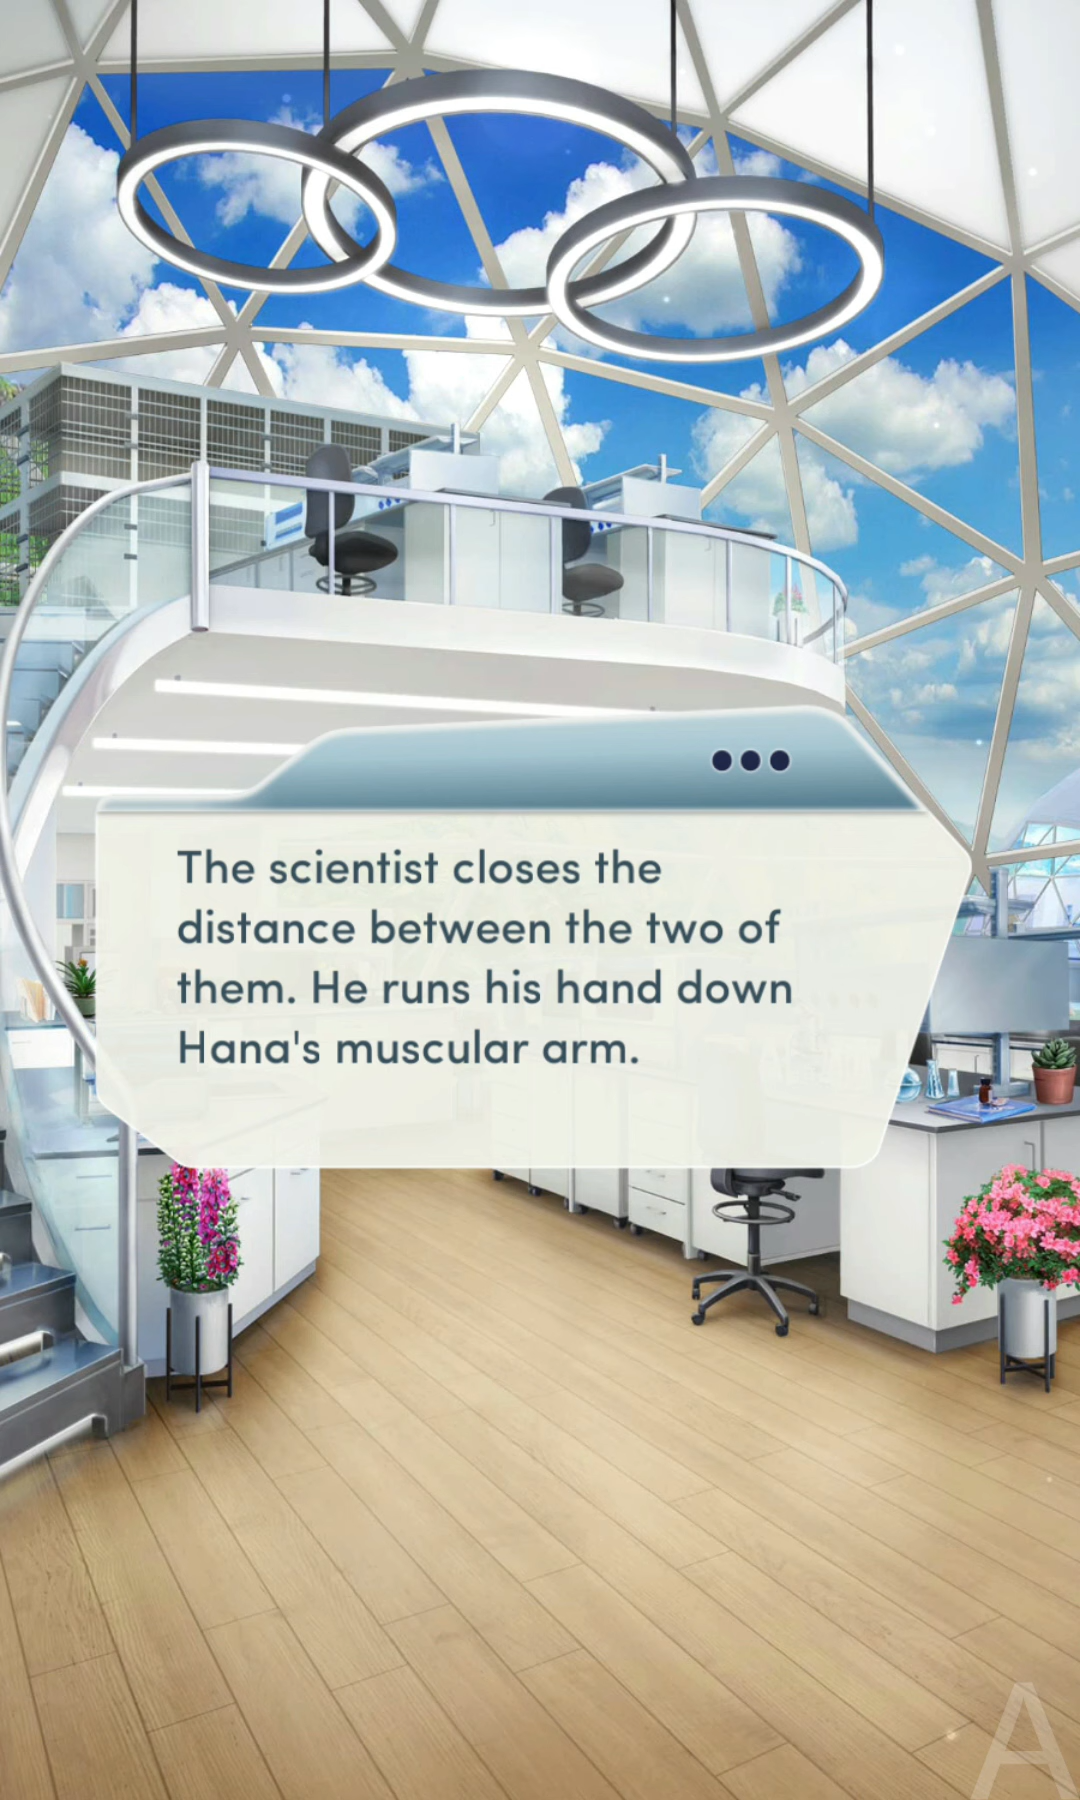 The scientist closes the
distance between the two of
them. He runs his hand down
Hana's muscular arm.
A